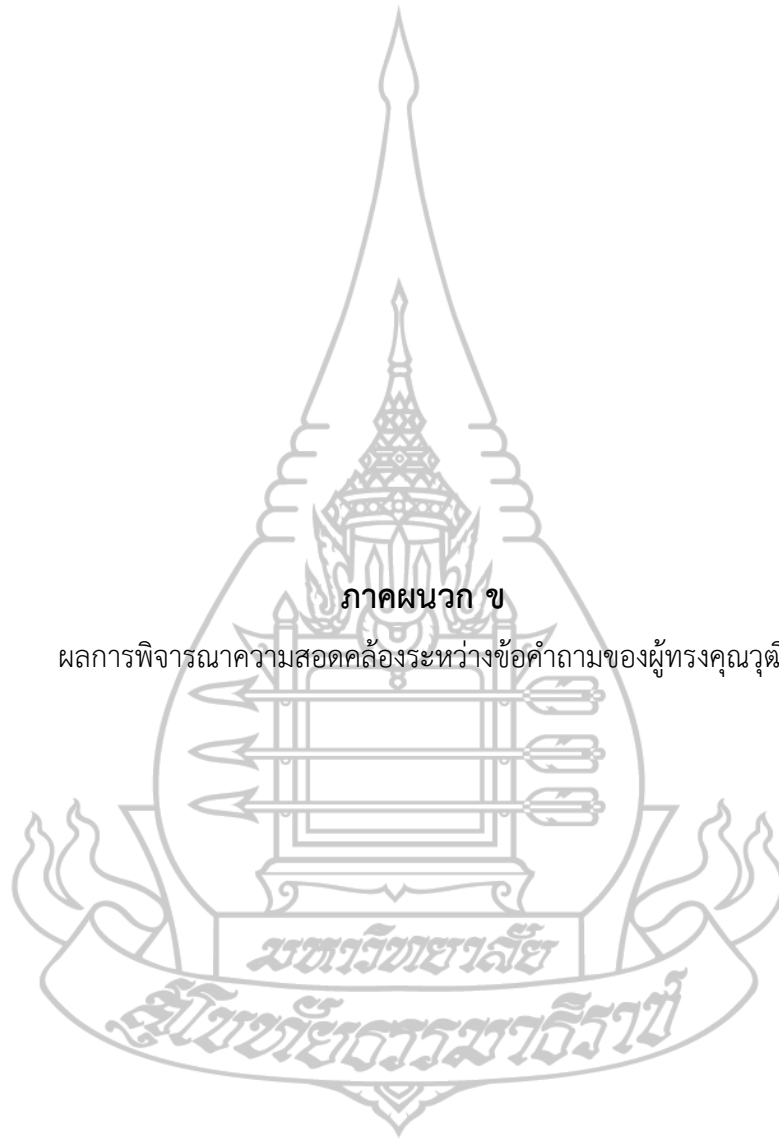 ภาคผนวก ข
ผลการพิจารณาความสอดคล้องระหว่างข้อคำถามของผู้ทรงคุณวุฒิ
มหาวิทยาลัย
สุโขทัยธรรมาธิราช